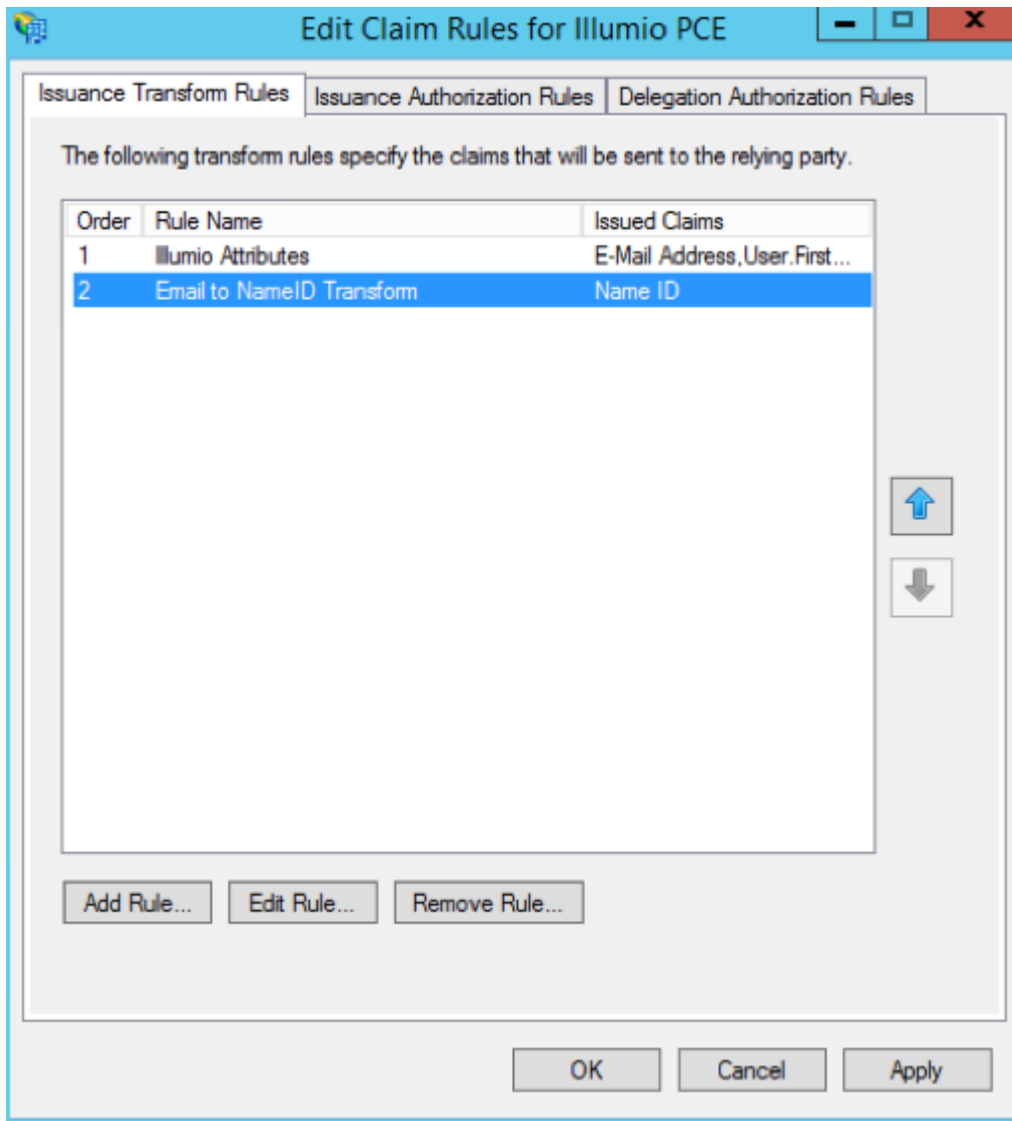 Edit Claim Rules for Illumio PCE
Issuance Transform Rules Issuance Authorization Rules Delegation Authorization Rules
The following transform rules specify the claims that will be sent to the relying party.
Order Rule Name Issued Claims
1 Illumio Attributes E-Mail Address,User.First...
2 Email to NameID Transform Name ID
Add Rule... Edit Rule... Remove Rule...
OK Cancel Apply